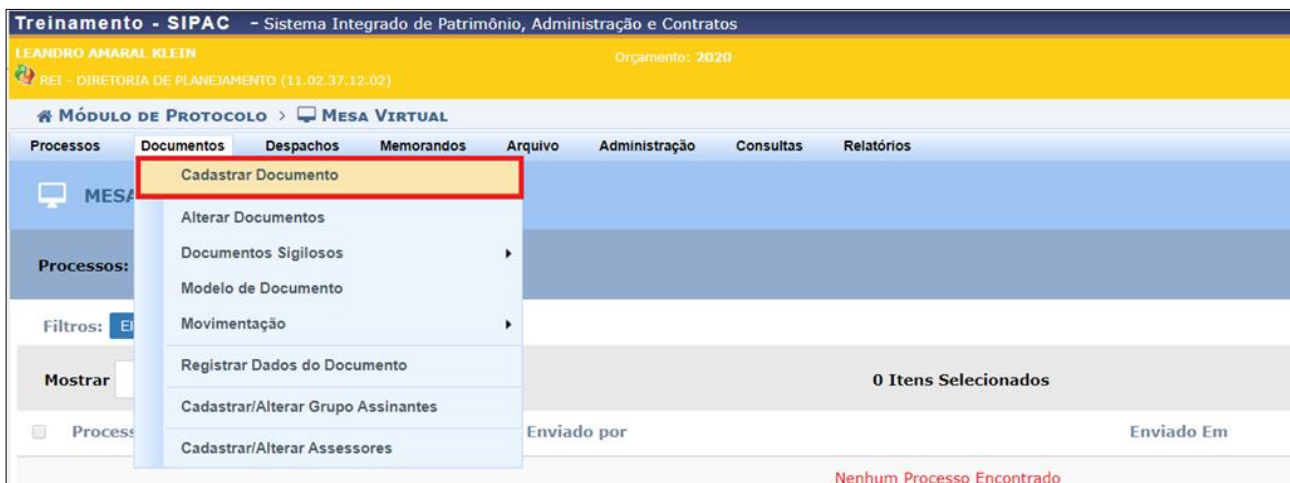 Treinamento - SIPAC - Sistema Integrado de Patrimônio, Administração e Contratos
LEANDRO AMARAL KLEIN Orçamento: 2020
REI - DIRETORIA DE PLANEJAMENTO (11.02.37.12.02)
MÓDULO DE PROTOCOLO > MESA VIRTUAL
Processos Documentos Despachos Memorandos Arquivo Administração Consultas Relatórios
Cadastrar Documento
MESA
Alterar Documentos
Documentos Sigilosos
Processos:
Modelo de Documento
Filtros: Movimentação
Registrar Dados do Documento
Mostrar 0 Itens Selecionados
Cadastrar/Alterar Grupo Assinantes
Process Enviado por Enviado Em
Cadastrar/Alterar Assessores
Nenhum Processo Encontrado